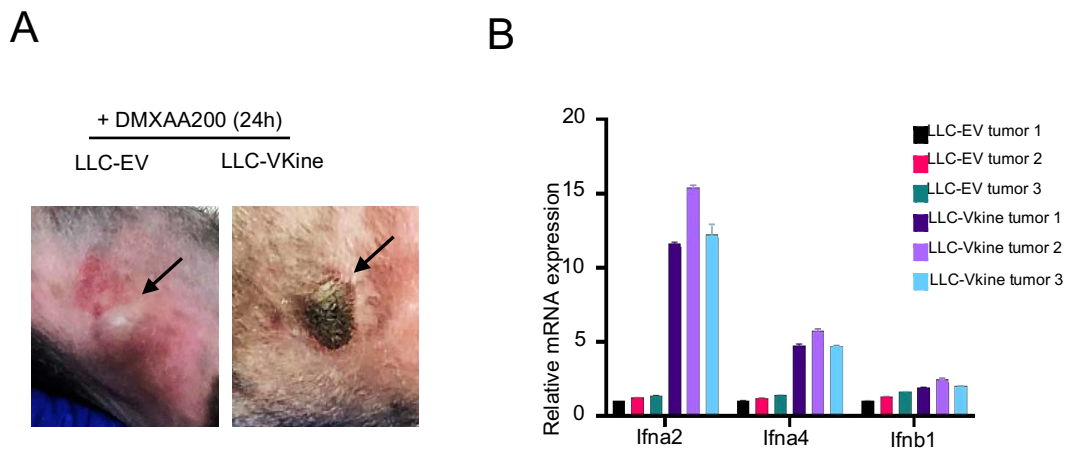 A
+ DMXAA200 (24h)
LLC-EV
LLC-VKine
B
Relative mRNA expression
20
15
10
5
0
Ifna2
Ifna4
Ifnb1
LLC-EV tumor 1
LLC-EV tumor 2
LLC-EV tumor 3
LLC-Vkine tumor 1
LLC-Vkine tumor 2
LLC-Vkine tumor 3